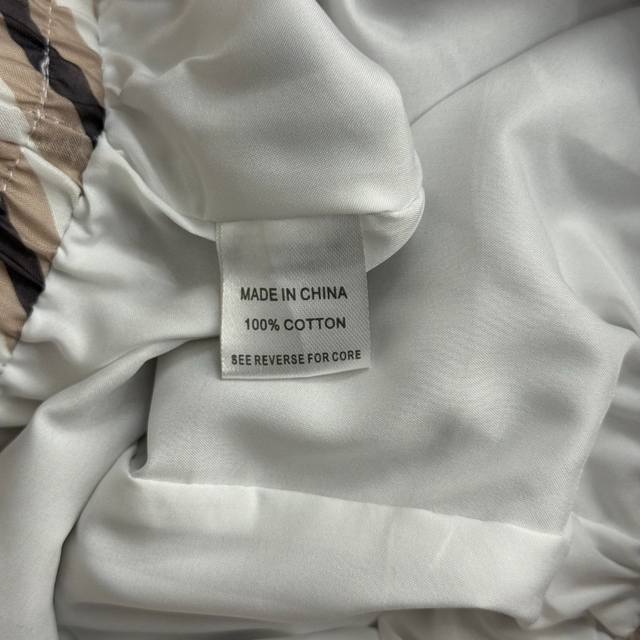 MADE IN CHINA
100% COTTON
SEE REVERSE FOR CORE